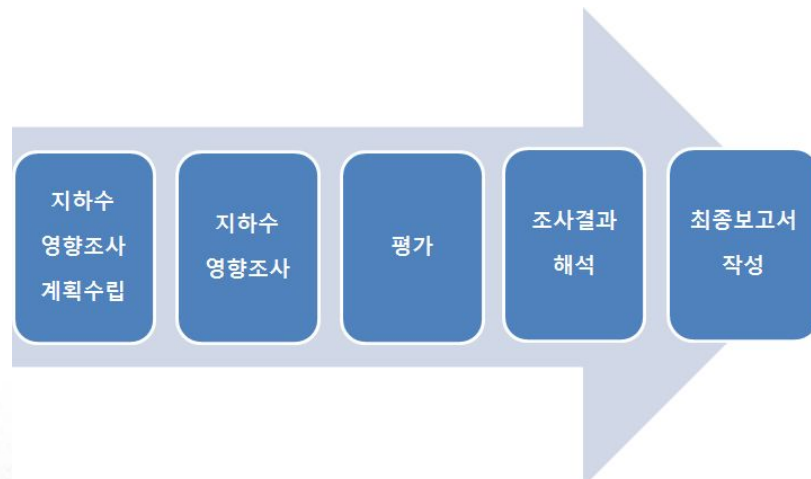 지하수
영향조사
계획수립
지하수
영향조사
평가
조사결과
해석
최종보고서
작성